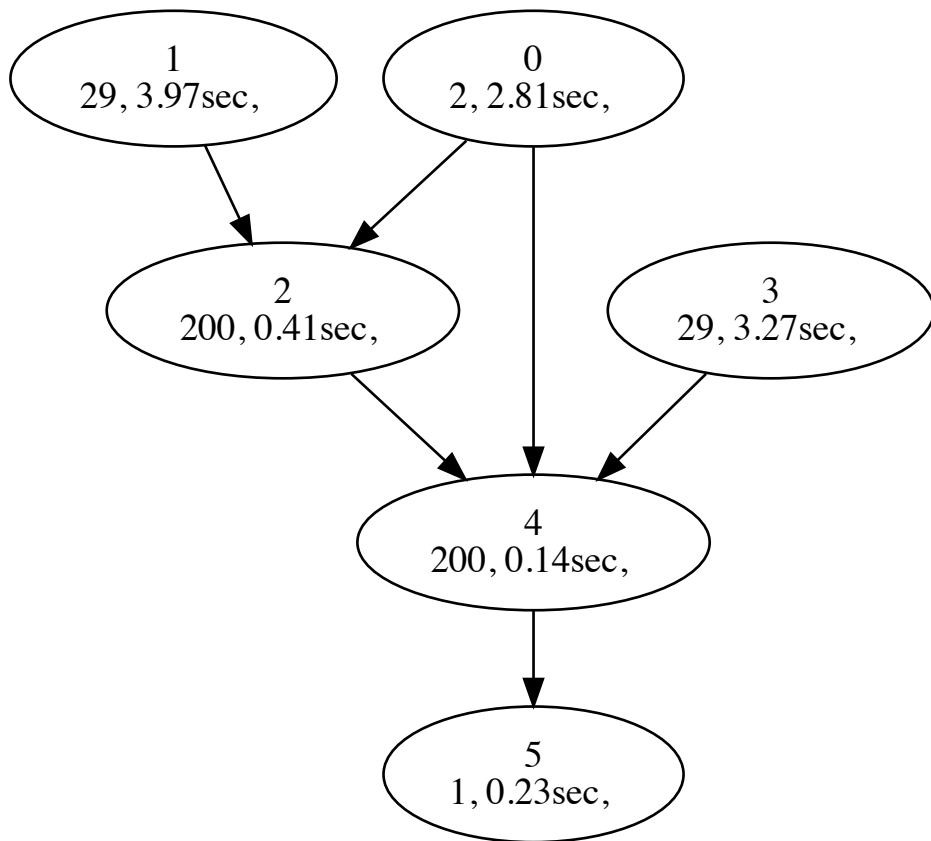 1
29, 3.97sec,
0
2, 2.81sec,
2
200, 0.41sec,
3
29, 3.27sec,
4
200, 0.14sec,
5
1, 0.23sec,